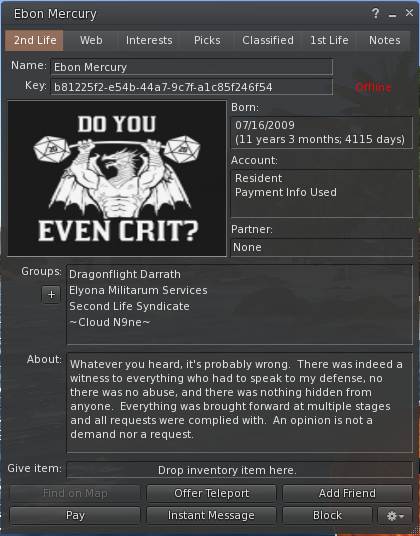 Ebon Mercury
2nd Life Web Interests Picks Classified 1st Life Notes
Name: Ebon Mercury
Key: b81225f2-e54b-44a7-9c7f-a1c85f246f54 Offline
DO YOU
20 20
EVEN CRIT?
Born:
07/16/2009
(11 years 3 months; 4115 days)
Account:
Resident
Payment Info Used
Partner:
None
Groups:
Dragonflight Darrath
Elyona Militarum Services
Second Life Syndicate
~Cloud N9ne~
About:
Whatever you heard, it's probably wrong. There was indeed a
witness to everything who had to speak to my defense, no
there was no abuse, and there was nothing hidden from
anyone. Everything was brought forward at multiple stages
and all requests were complied with. An opinion is not a
demand nor a request.
Give item: Drop inventory item here.
Find on Map Offer Teleport Add Friend
Pay Instant Message Block